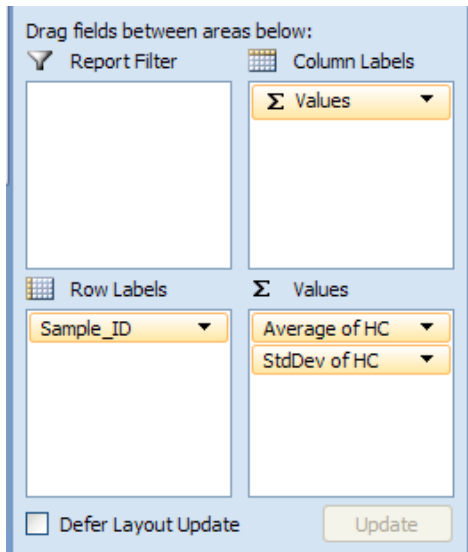 Drag fields between areas below:
Report Filter
Column Labels
Σ Values
Row Labels
Σ Values
Sample_ID
Average of HC
StdDev of HC
Defer Layout Update
Update